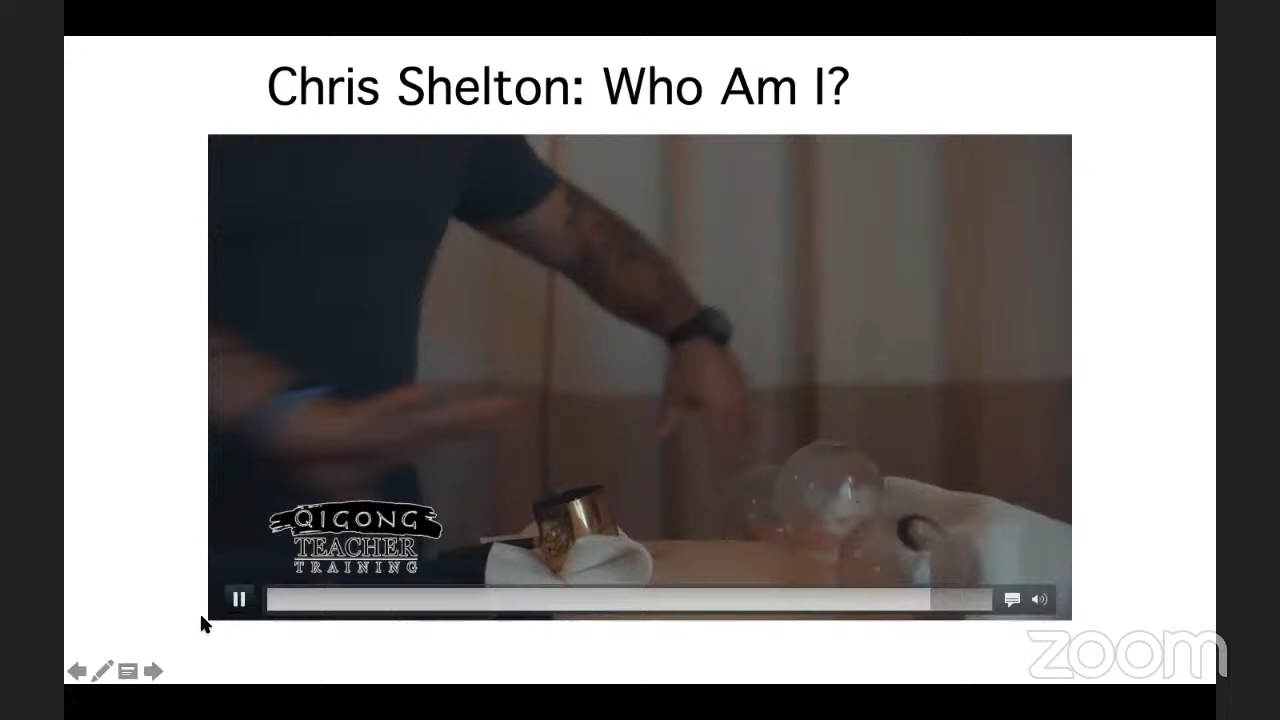 Chris Shelton: Who Am I?
QIGONG
TEACHER
TRAINING
zoom